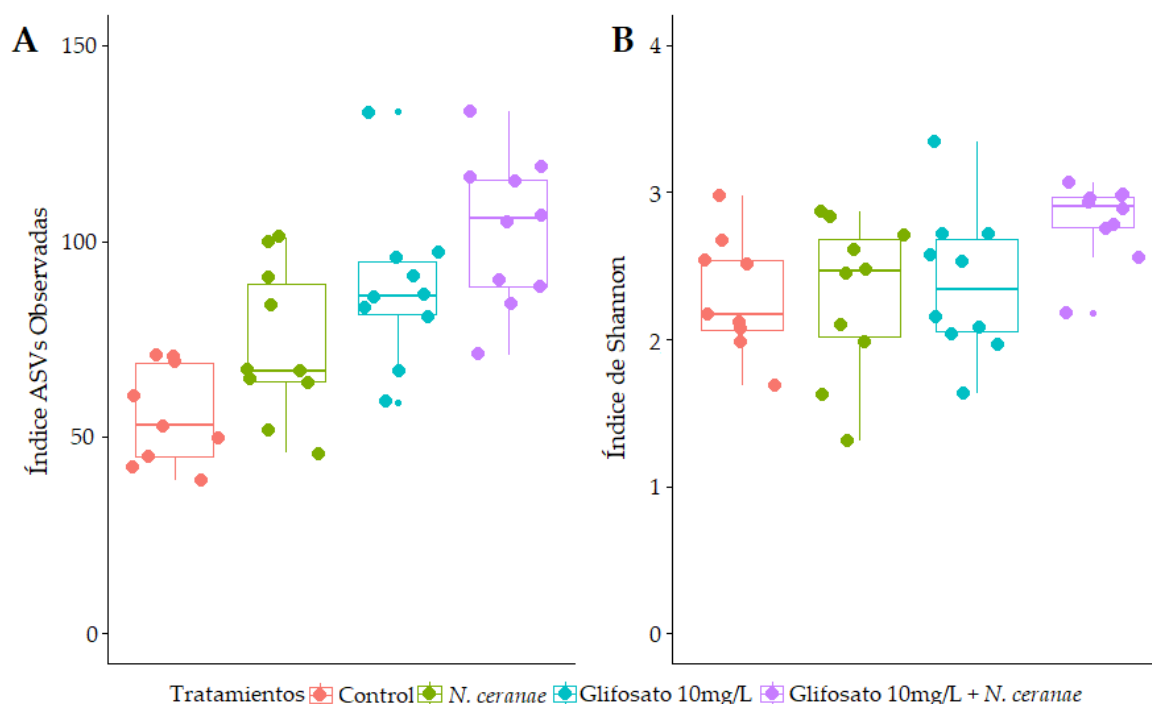 A
B
Índice ASVs Observadas
150
100
50
0
Índice de Shannon
4
3
2
1
0
Tratamientos Control N. ceranae Glifosato 10mg/L Glifosato 10mg/L + N. ceranae